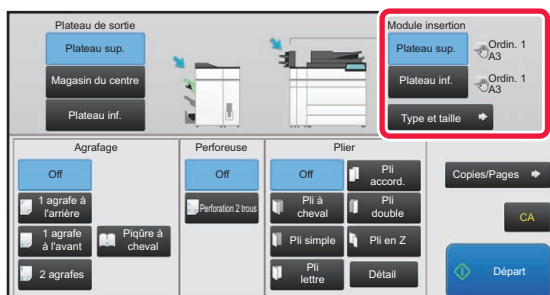 Plateau de sortie
Plateau sup.
Magasin du centre
Plateau inf.
Module insertion
Plateau sup.
Ordin. 1
A3
Plateau inf.
Ordin. 1
A3
Type et taille
Agrafage
Off
1 agrafe à
l'arrière
1 agrafe
à l'avant
Piqûre à
cheval
2 agrafes
Perforeuse
Off
Perforation 2 trous
Plier
Off
Pli
accord.
Pli à
cheval
Pli
double
Pli simple
Pli en Z
Pli
lettre
Détail
Copies/Pages
CA
Départ